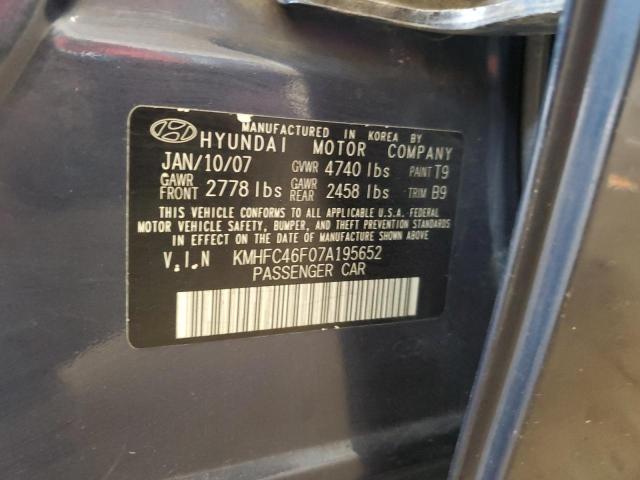 MANUFACTURED IN KOREA BY
HYUNDAI MOTOR COMPANY
JAN/10/07 GVWR 4740 lbs PAINT T9
GAWR FRONT 2778 lbs GAWR REAR 2458 lbs TRIM B9
THIS VEHICLE CONFORMS TO ALL APPLICABLE U.S.A. FEDERAL
MOTOR VEHICLE SAFETY, BUMPER, AND THEFT PREVENTION STANDARDS
IN EFFECT ON THE DATE OF MANUFACTURE SHOWN ABOVE
V.I.N KMHFC46F07A195652
PASSENGER CAR